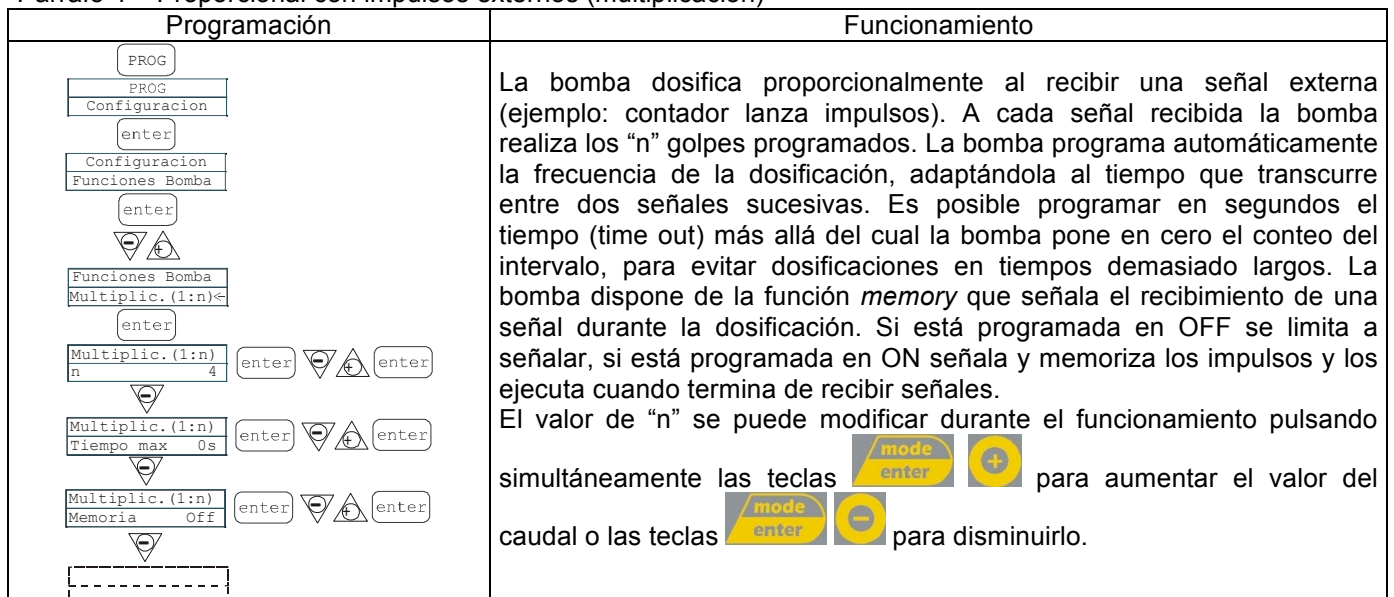 Párrafo 4 – Proporcional con impulsos externos (multiplicación)
Programación
PROG
PROG
Configuracion
enter
Configuracion
Funciones Bomba
enter
Funciones Bomba
Multiplic.(1:n)←
enter
Multiplic.(1:n)
n 4
enter enter
Multiplic.(1:n)
Tiempo max 0s
enter enter
Multiplic.(1:n)
Memoria Off
enter enter
Funcionamiento
La bomba dosifica proporcionalmente al recibir una señal externa
(ejemplo: contador lanza impulsos). A cada señal recibida la bomba
realiza los “n” golpes programados. La bomba programa automáticamente
la frecuencia de la dosificación, adaptándola al tiempo que transcurre
entre dos señales sucesivas. Es posible programar en segundos el
tiempo (time out) más allá del cual la bomba pone en cero el conteo del
intervalo, para evitar dosificaciones en tiempos demasiado largos. La
bomba dispone de la función memory que señala el recibimiento de una
señal durante la dosificación. Si está programada en OFF se limita a
señalar, si está programada en ON señala y memoriza los impulsos y los
ejecuta cuando termina de recibir señales.
El valor de “n” se puede modificar durante el funcionamiento pulsando
simultáneamente las teclas mode enter + para aumentar el valor del
caudal o las teclas mode enter − para disminuirlo.